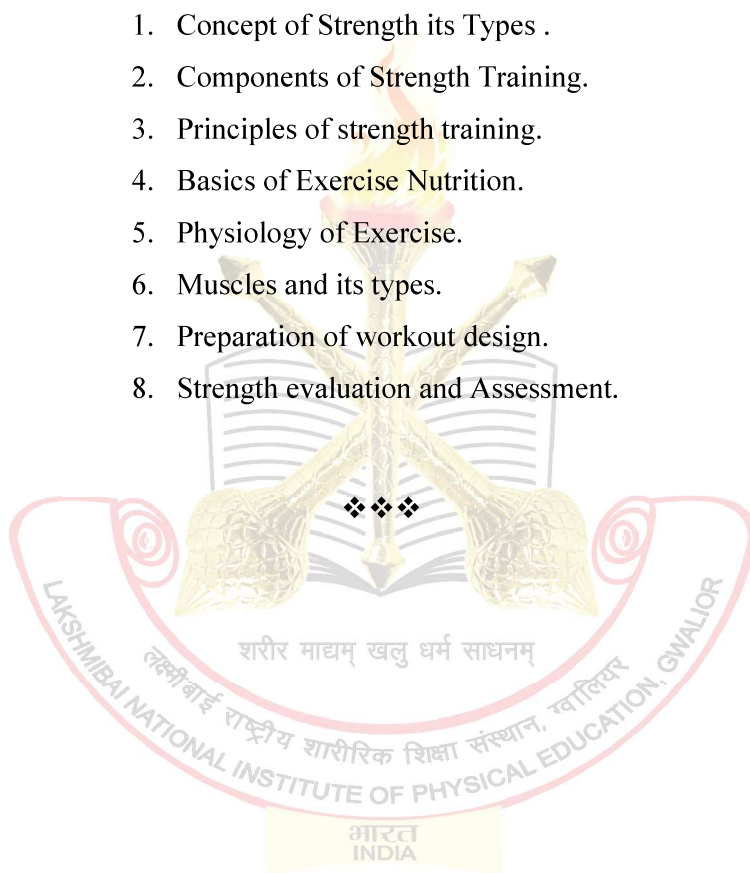 1. Concept of Strength its Types .
2. Components of Strength Training.
3. Principles of strength training.
4. Basics of Exercise Nutrition.
5. Physiology of Exercise.
6. Muscles and its types.
7. Preparation of workout design.
8. Strength evaluation and Assessment.
❖❖❖
शरीर माद्यम् खलु धर्म साधनम्
लक्ष्मीबाई राष्ट्रीय शारीरिक शिक्षा संस्थान, ग्वालियर
LAKSHMIBAI NATIONAL INSTITUTE OF PHYSICAL EDUCATION, GWALIOR
भारत
INDIA